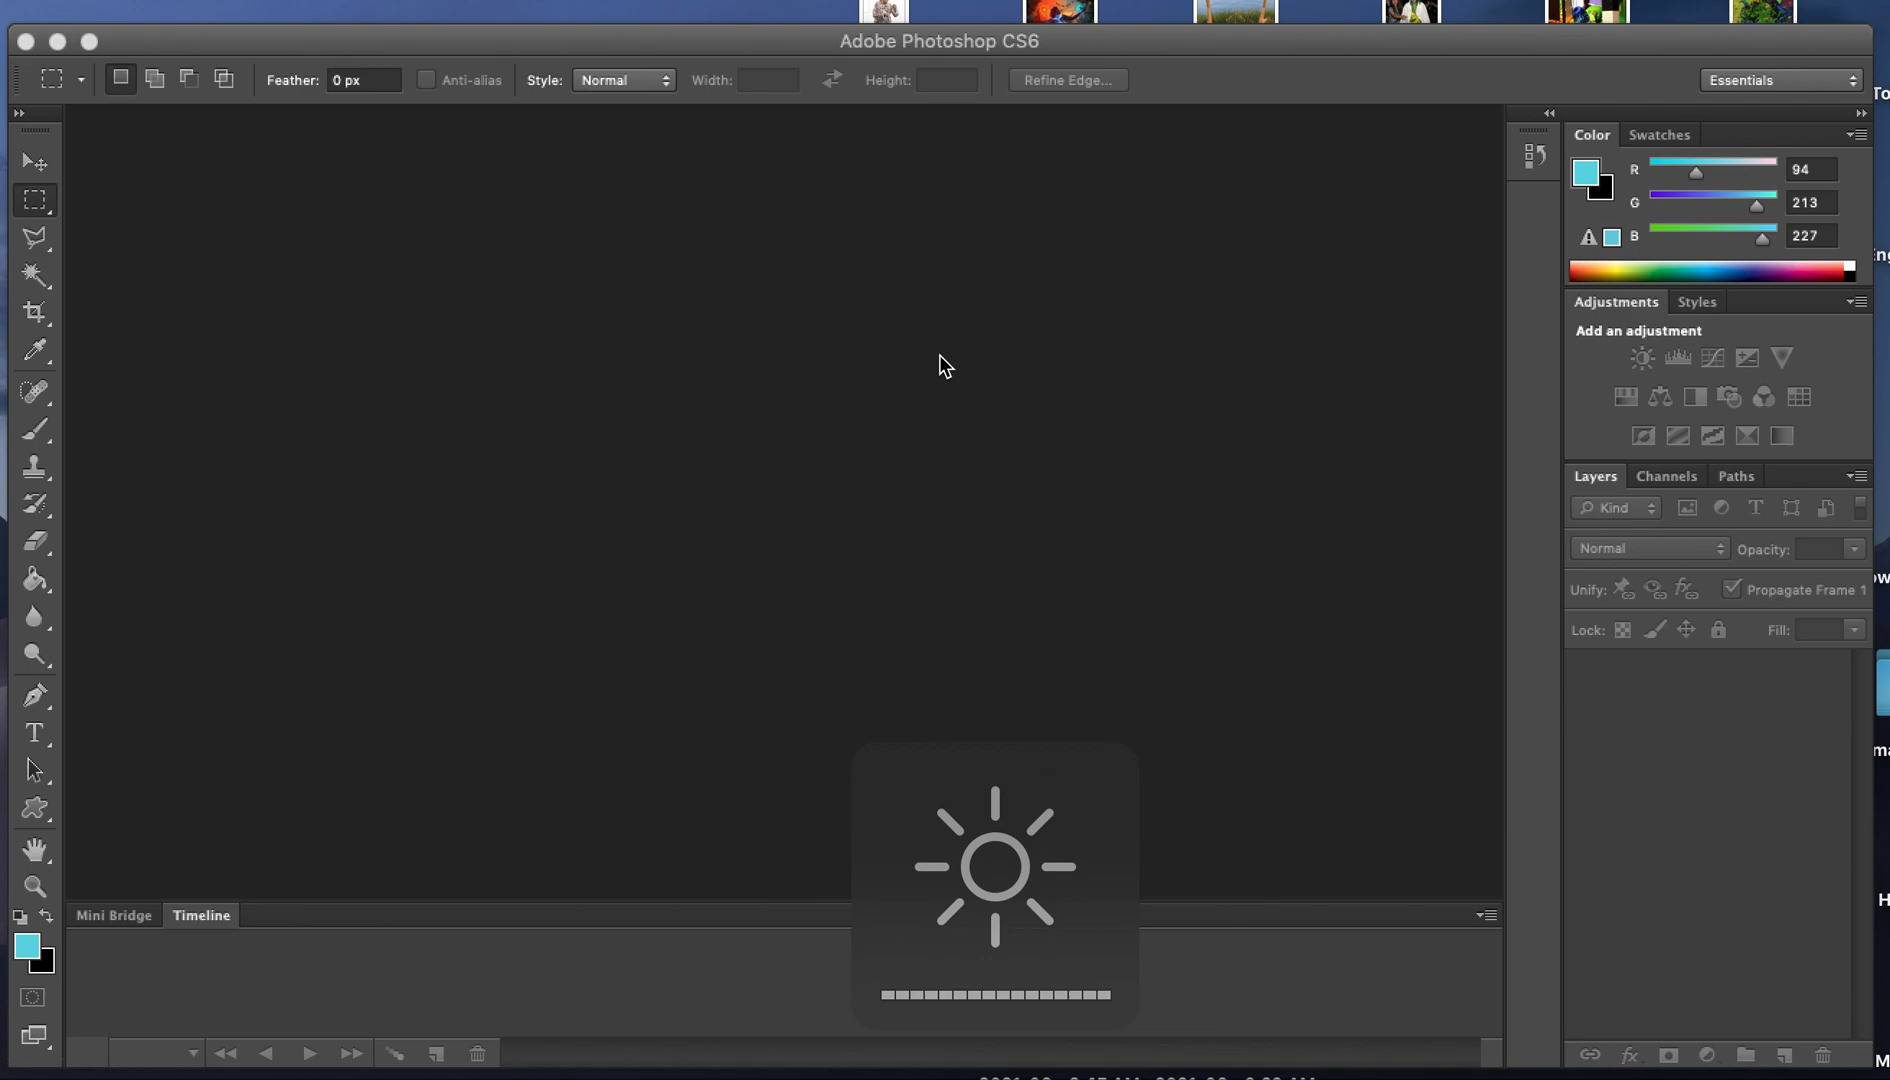 Adobe Photoshop CS6
Feather: 0 px Anti-alias Style: Normal Width: Height: Refine Edge... Essentials
Color Swatches
R 94
G 213
B 227
Adjustments Styles
Add an adjustment
Layers Channels Paths
Kind
Normal Opacity:
Unify: Propagate Frame 1
Lock: Fill:
T
Mini Bridge Timeline